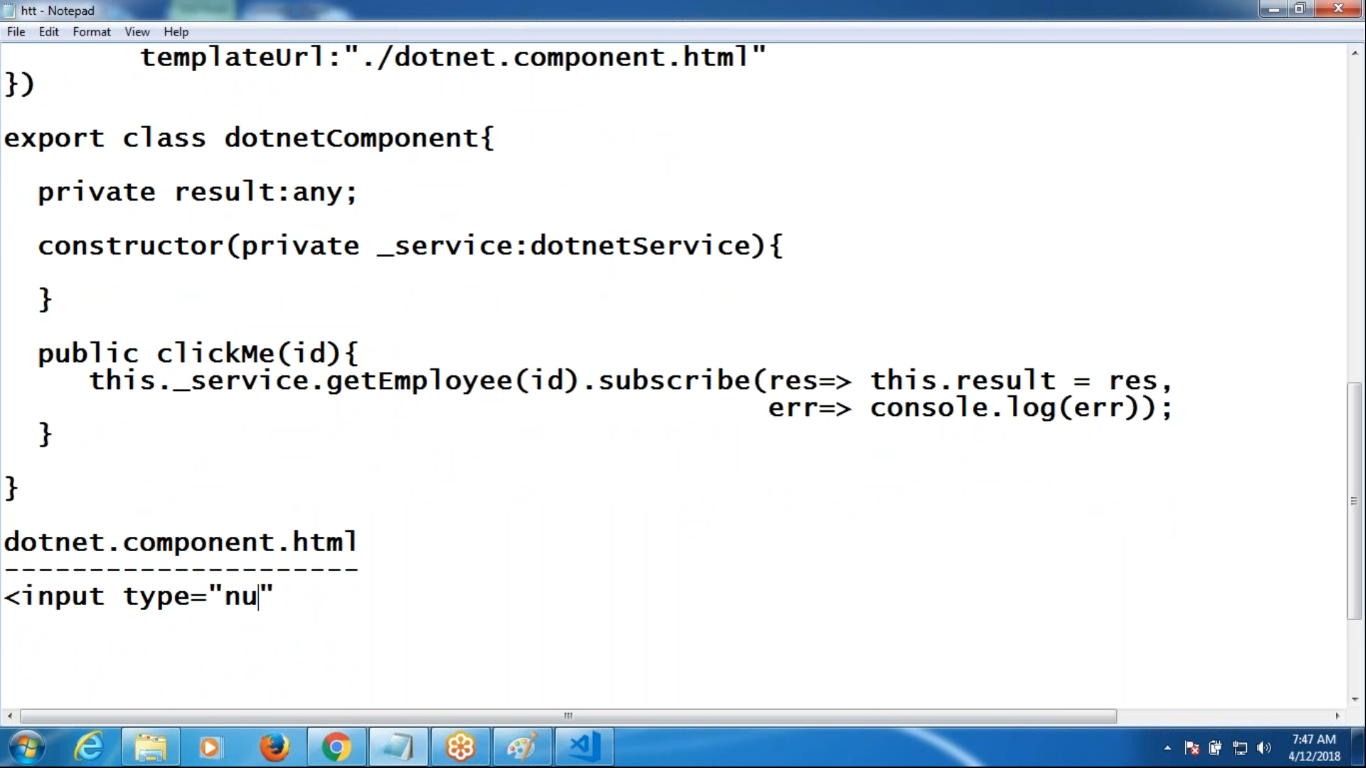 htt - Notepad
File Edit Format View Help
templateUrl:"./dotnet.component.html"
})
export class dotnetComponent{
private result:any;
constructor(private _service:dotnetService){
}
public clickMe(id){
this._service.getEmployee(id).subscribe(res=> this.result = res,
err=> console.log(err));
}
}
dotnet.component.html
---------------------
<input type="nu"
7:47 AM
4/12/2018